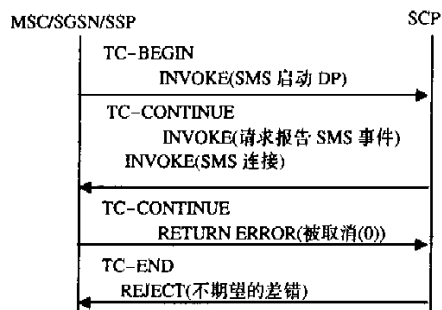 MSC/SGSN/SSP SCP
TC-BEGIN
INVOKE(SMS 启动 DP)
TC-CONTINUE
INVOKE(请求报告 SMS 事件)
INVOKE(SMS 连接)
TC-CONTINUE
RETURN ERROR(被取消(0))
TC-END
REJECT(不期望的差错)